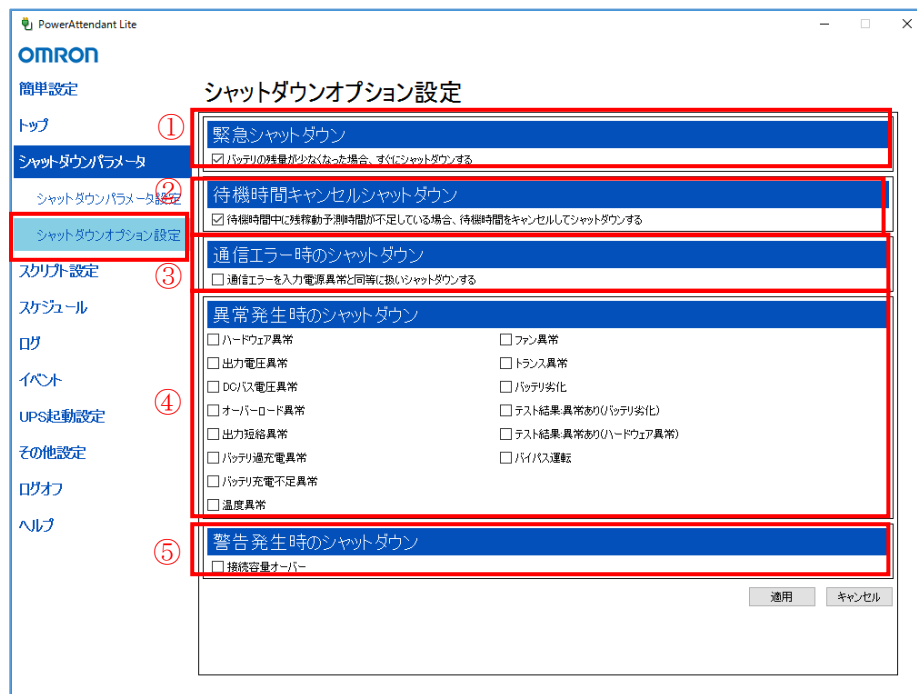 PowerAttendant Lite
OMRON
簡単設定
トップ
シャットダウンパラメータ
シャットダウンパラメータ設定
シャットダウンオプション設定
スクリプト設定
スケジュール
ログ
イベント
UPS起動設定
その他設定
ログオフ
ヘルプ
シャットダウンオプション設定
①
緊急シャットダウン
バッテリの残量が少なくなった場合、すぐにシャットダウンする
②
待機時間キャンセルシャットダウン
待機時間中に残稼動予測時間が不足している場合、待機時間をキャンセルしてシャットダウンする
③
通信エラー時のシャットダウン
通信エラーを入力電源異常と同等に扱いシャットダウンする
④
異常発生時のシャットダウン
ハードウェア異常
ファン異常
出力電圧異常
トランス異常
DCバス電圧異常
バッテリ劣化
オーバーロード異常
テスト結果:異常あり(バッテリ劣化)
出力短絡異常
テスト結果:異常あり(ハードウェア異常)
バッテリ過充電異常
バイパス運転
バッテリ充電不足異常
温度異常
⑤
警告発生時のシャットダウン
接続容量オーバー
適用
キャンセル